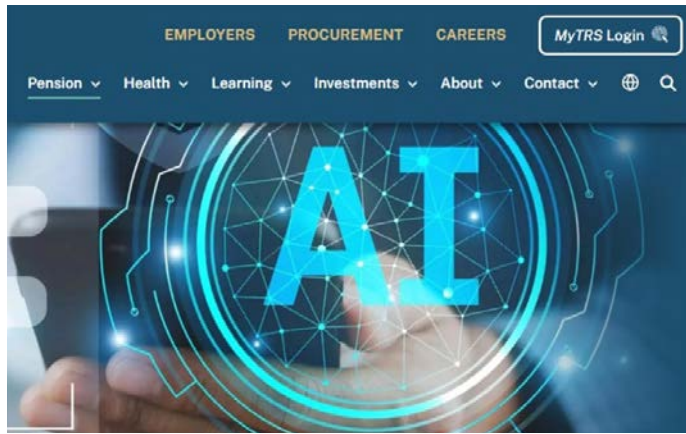 EMPLOYERS PROCUREMENT CAREERS MyTRS Login
Pension Health Learning Investments About Contact
AI